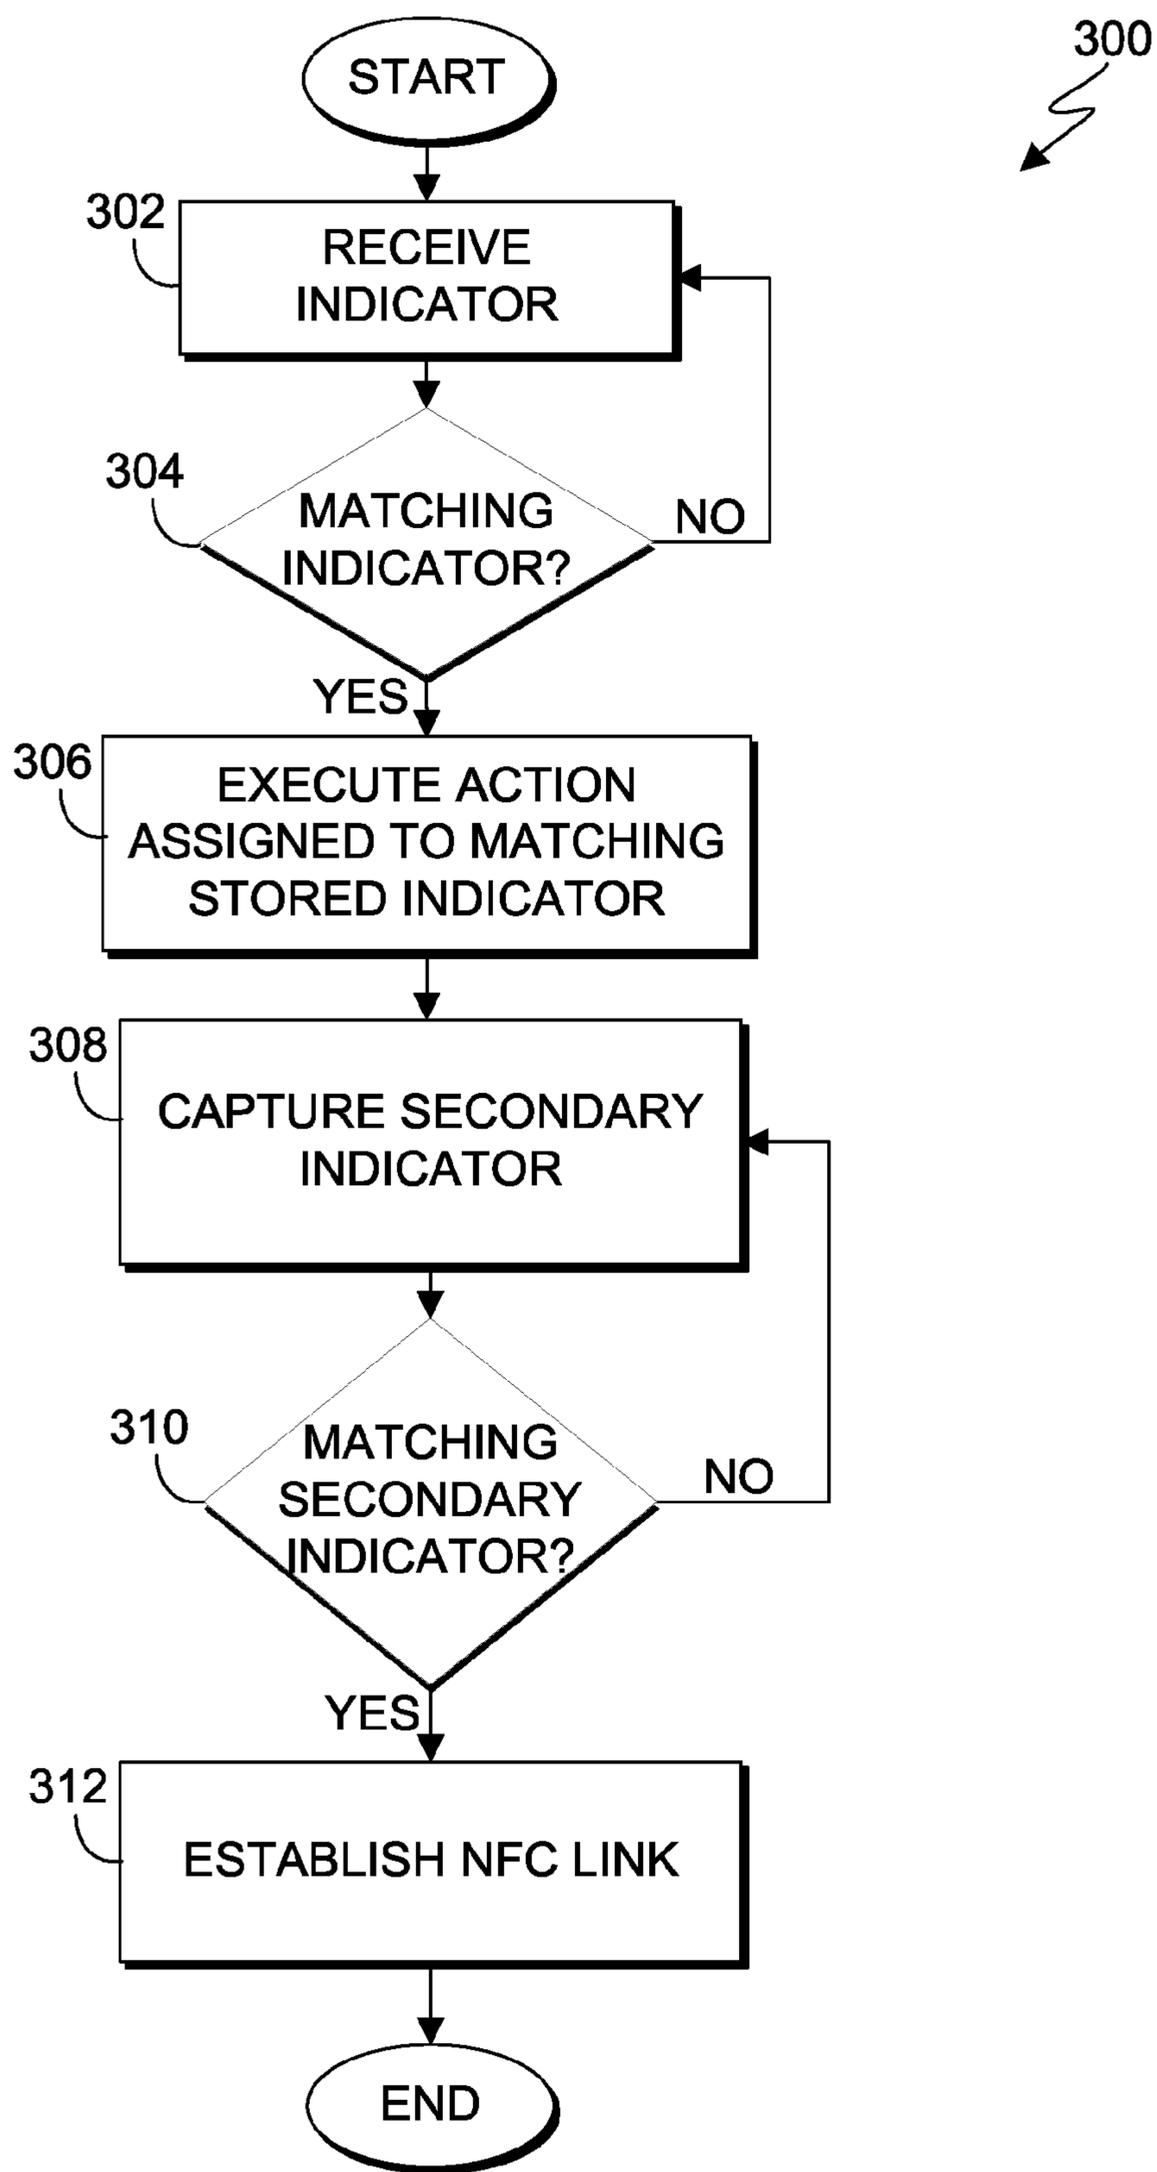 START
300
302
RECEIVE
INDICATOR
304
MATCHING
INDICATOR?
NO
YES
306
EXECUTE ACTION
ASSIGNED TO MATCHING
STORED INDICATOR
308
CAPTURE SECONDARY
INDICATOR
310
MATCHING
SECONDARY
INDICATOR?
NO
YES
312
ESTABLISH NFC LINK
END